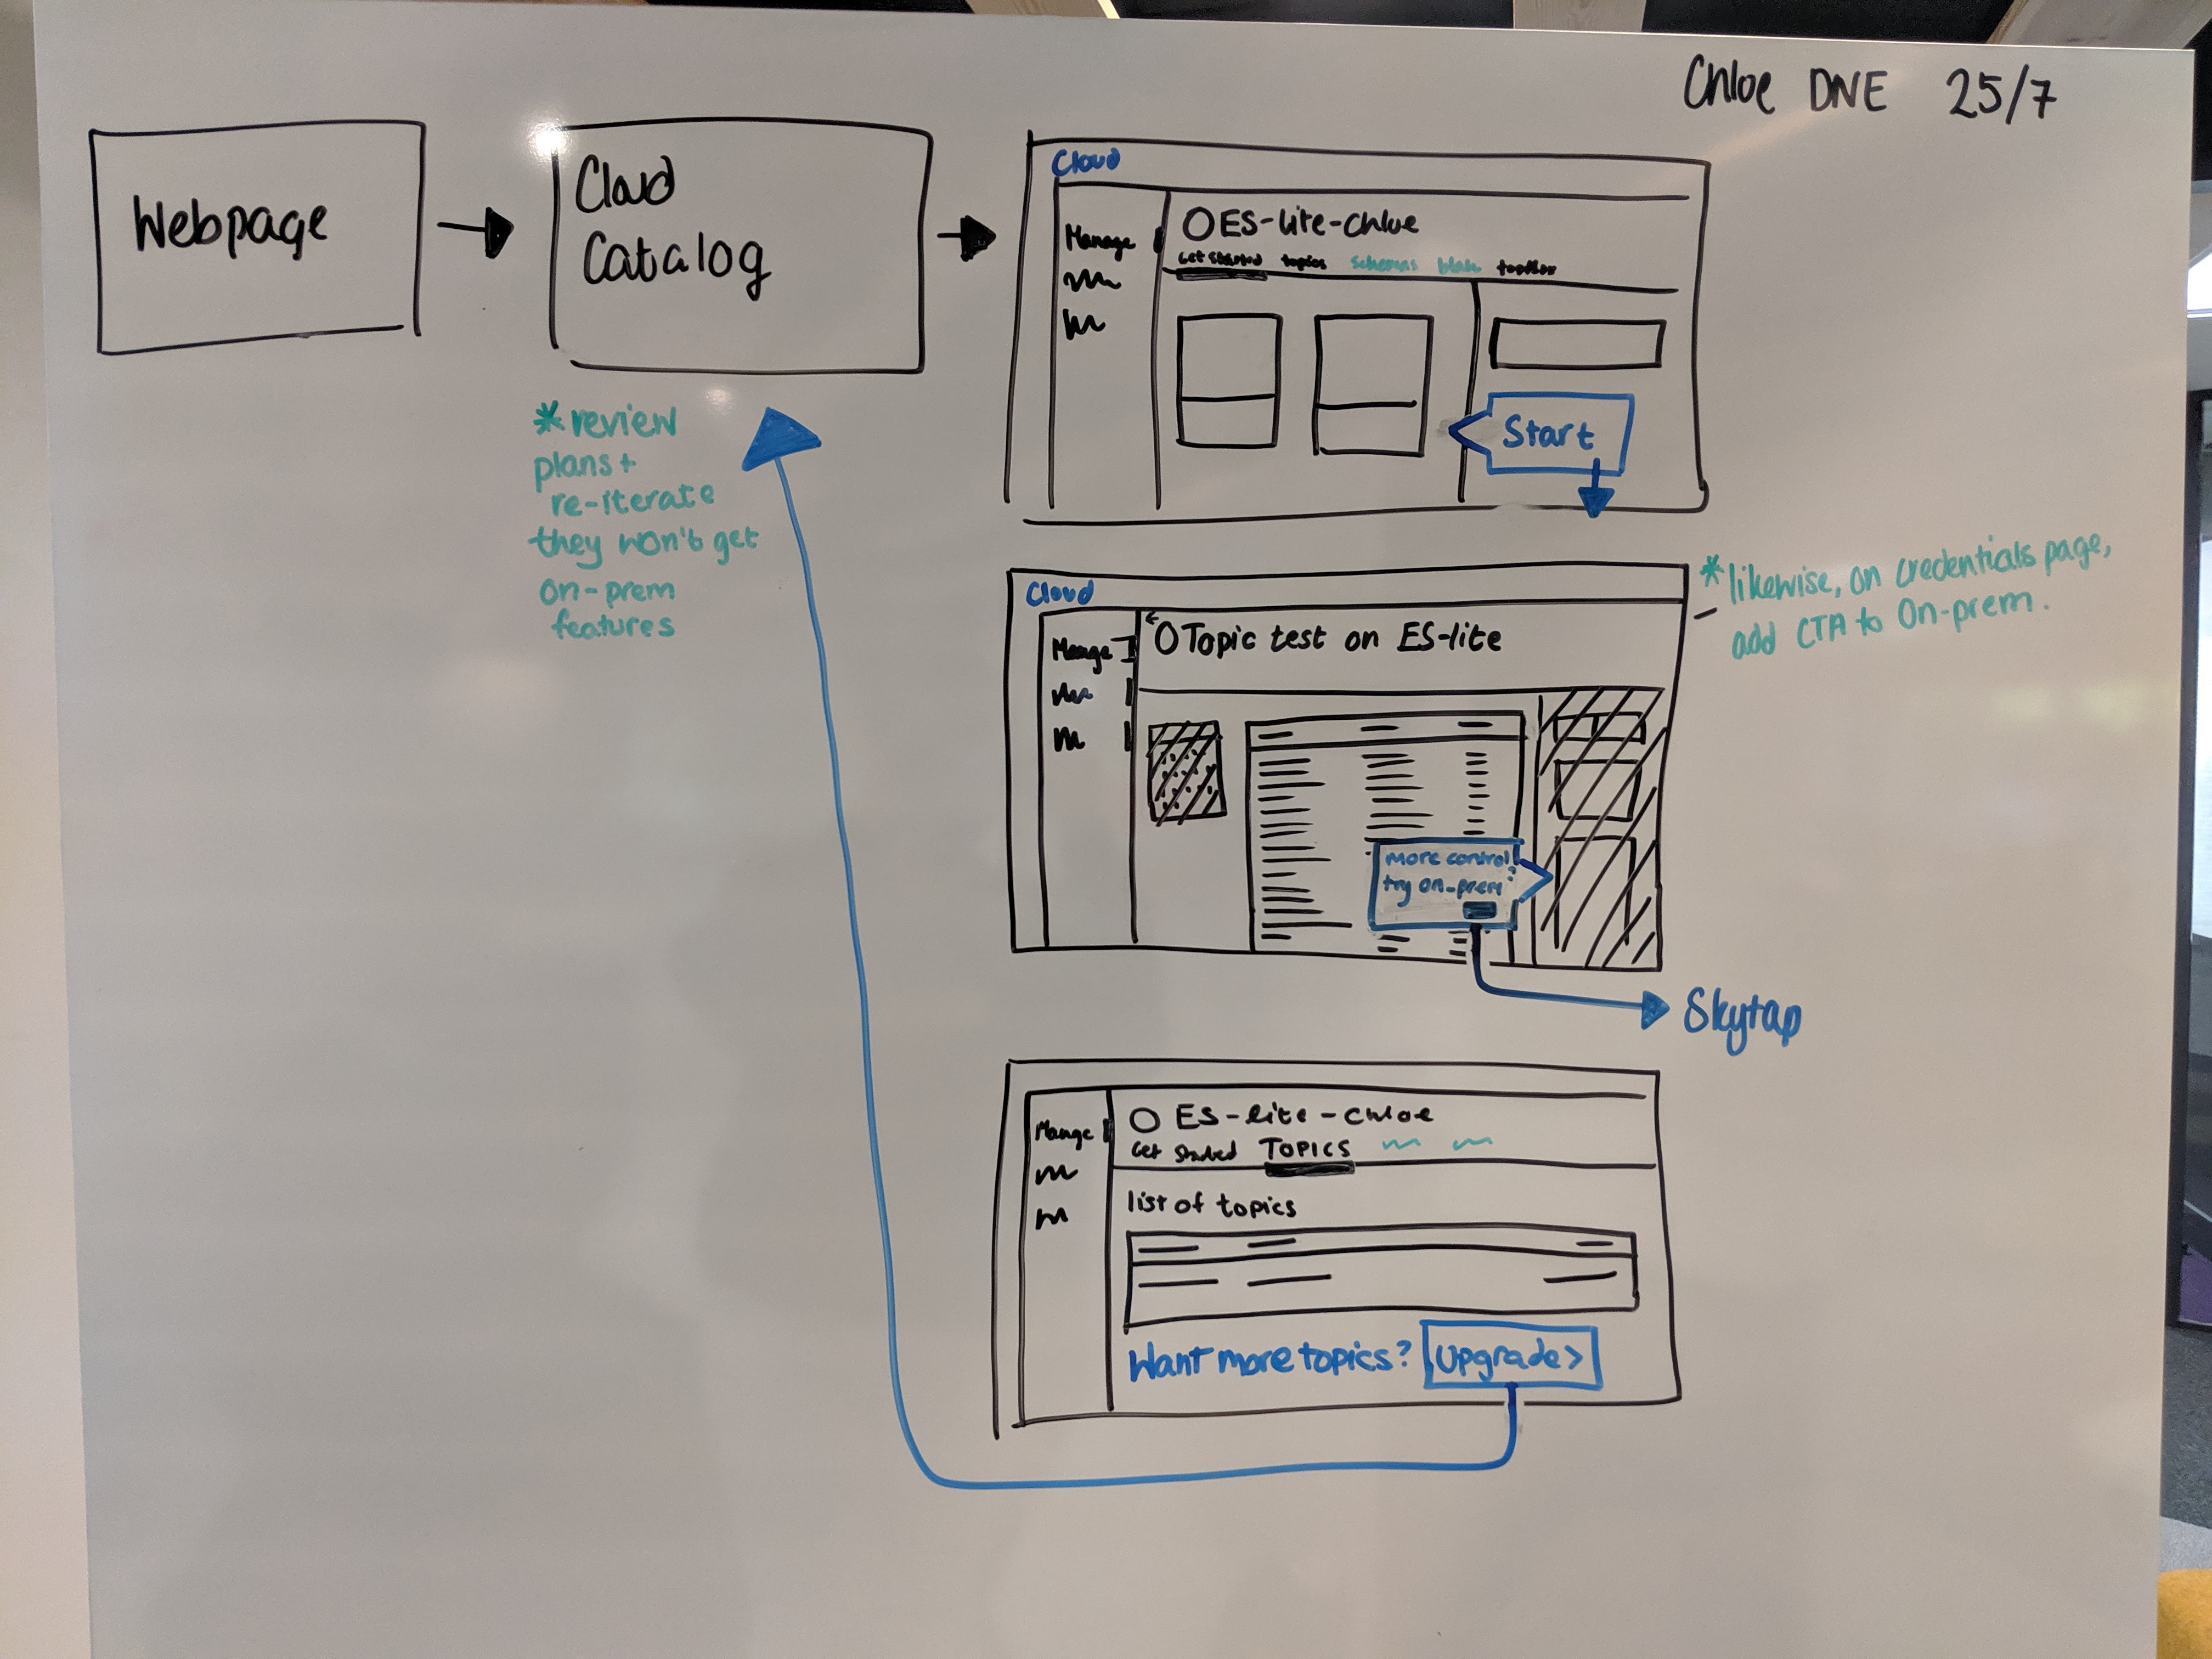 Chloe DNE 25/7
Webpage
Cloud
Catalog
*review
plans+
re-iterate
they won't get
on-prem
features
Cloud
Manage
ES-lite-chloe
Get started topics schemas toolbox
Start
Cloud
Manage
Topic test on ES-lite
More control?
try on-prem
*likewise, on credentials page,
add CTA to On-prem.
Skytap
Manage
ES-lite-chloe
Get Started TOPICS
list of topics
Want more topics? Upgrade>